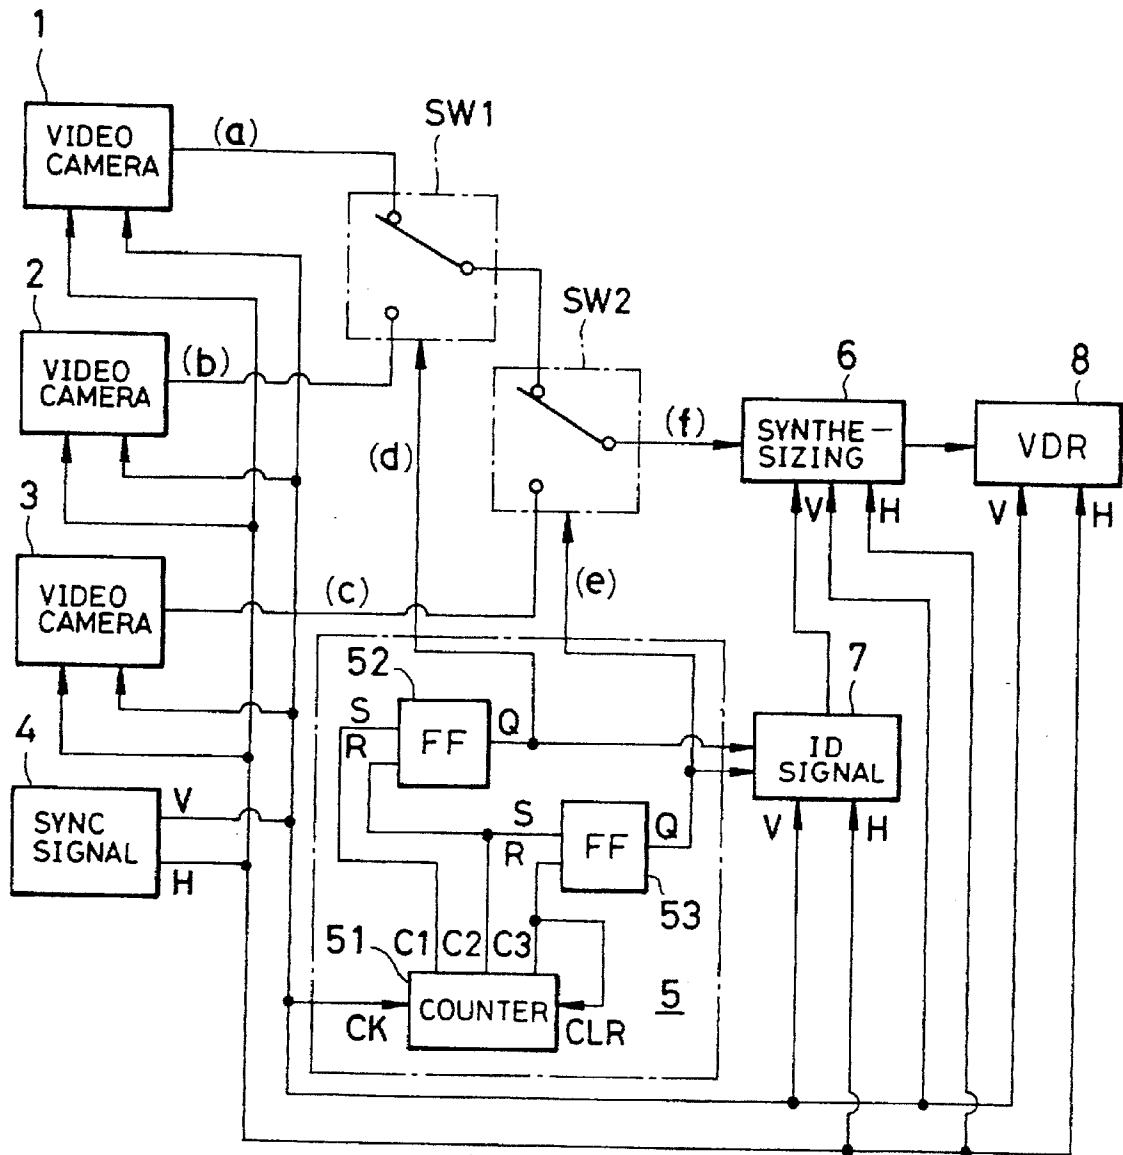 1
VIDEO
CAMERA
(a)
SW1
2
VIDEO
CAMERA
(b)
SW2
6
SYNTHE-
SIZING
(f)
8
VDR
V
H
V
H
(d)
3
VIDEO
CAMERA
(c)
(e)
4
SYNC
SIGNAL
V
H
52
S
R
FF
Q
7
ID
SIGNAL
V
H
S
R
FF
Q
53
51
C1
C2
C3
COUNTER
CK
CLR
5